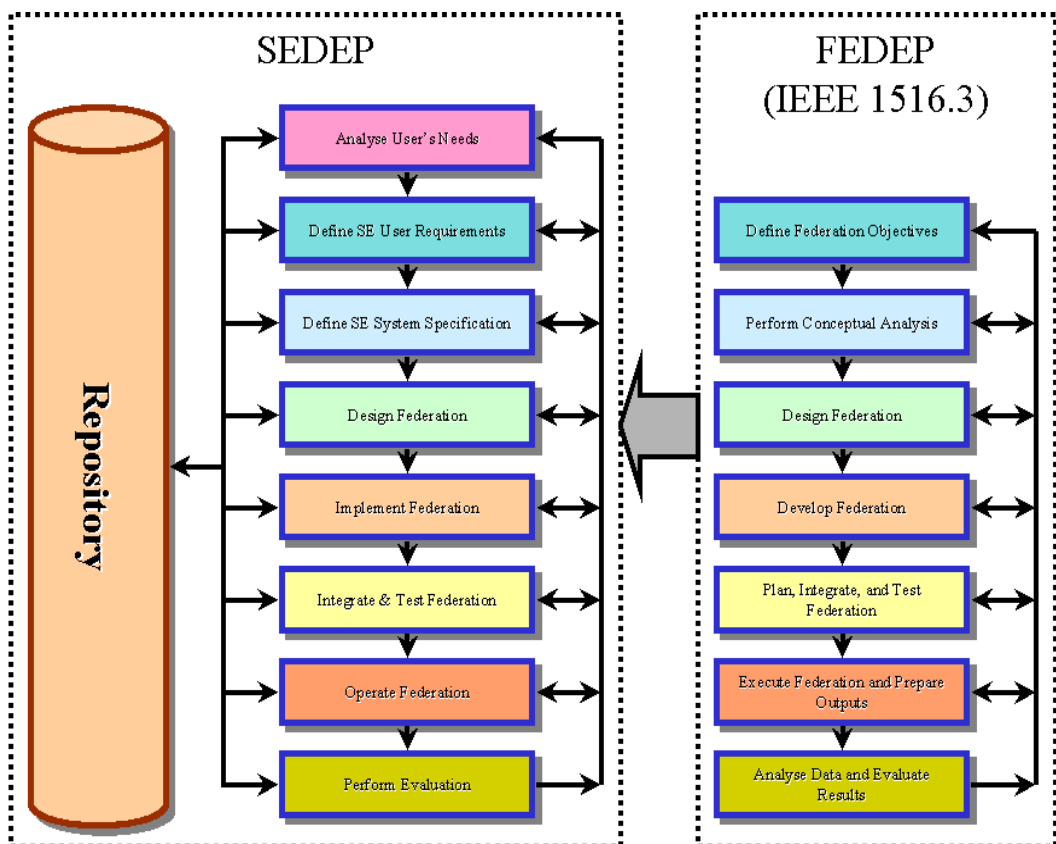 SEDEP
Repository
Analyse User's Needs
Define SE User Requirements
Define SE System Specification
Design Federation
Implement Federation
Integrate & Test Federation
Operate Federation
Perform Evaluation
FEDEP
(IEEE 1516.3)
Define Federation Objectives
Perform Conceptual Analysis
Design Federation
Develop Federation
Plan, Integrate, and Test
Federation
Execute Federation and Prepare
Outputs
Analyse Data and Evaluate
Results